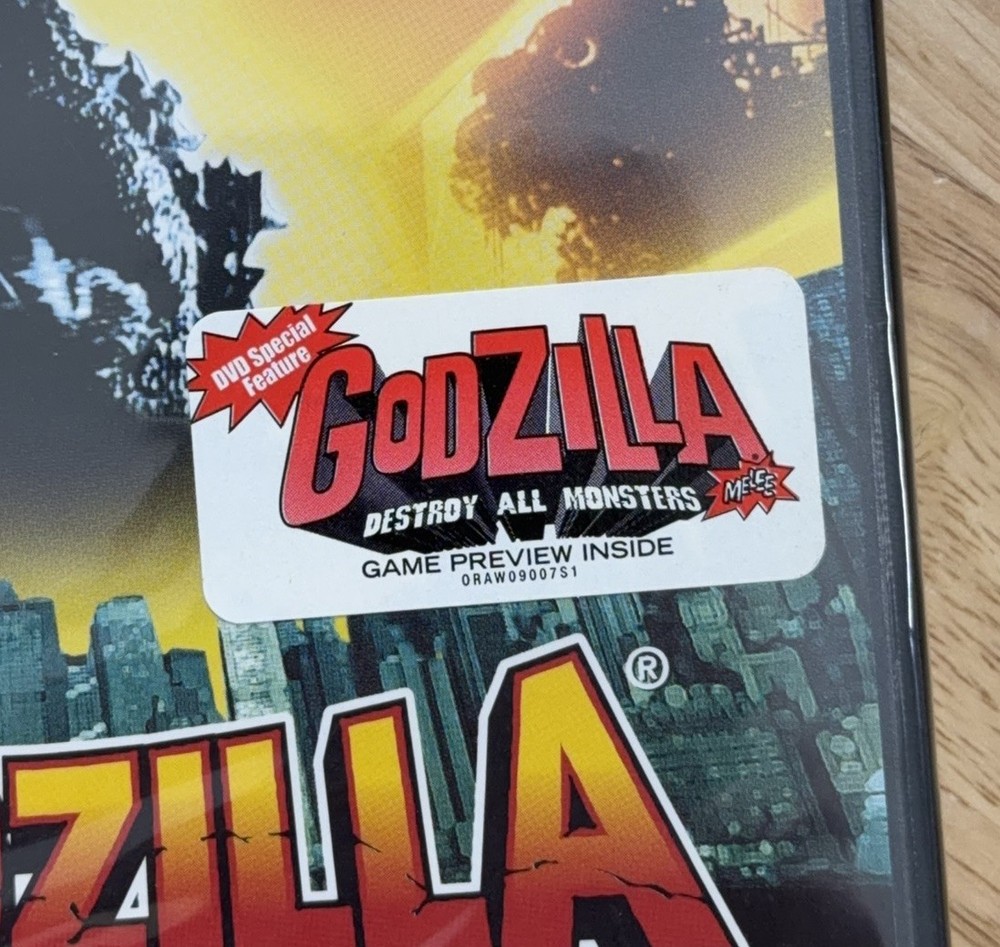 DVD Special
Feature
GODZILLA
DESTROY ALL MONSTERS
MELEE
GAME PREVIEW INSIDE
0RAW09007S1
ZILLA®